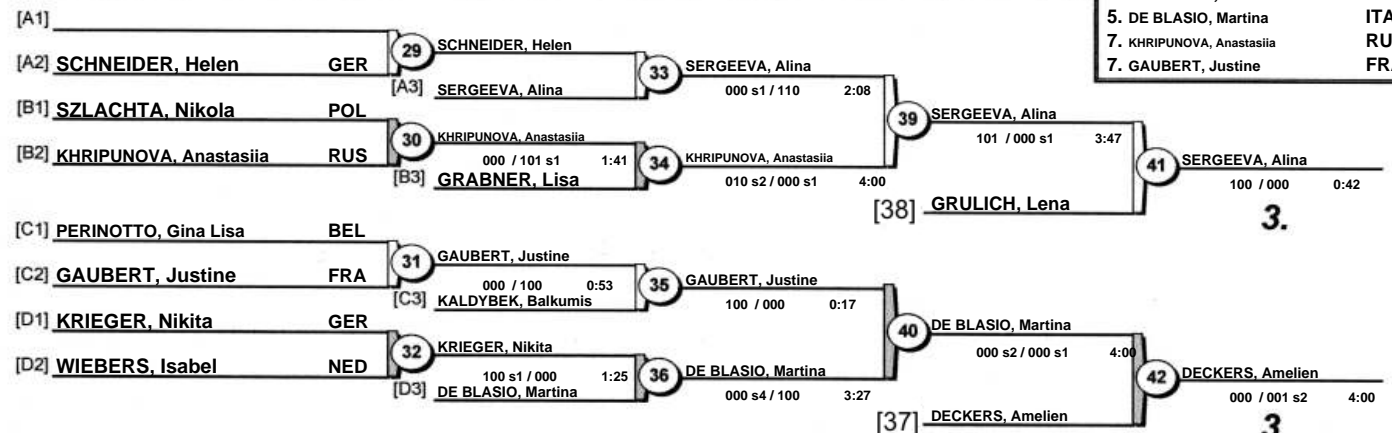 5. DE BLASIO, Martina ITA
7. KHRIPUNOVA, Anastasiia RU
7. GAUBERT, Justine FRA
[A1]
[A2] SCHNEIDER, Helen GER
29
SCHNEIDER, Helen
[A3] SERGEEVA, Alina
33
SERGEEVA, Alina
000 s1 / 110 2:08
[B1] SZLACHTA, Nikola POL
[B2] KHRIPUNOVA, Anastasiia RUS
30
KHRIPUNOVA, Anastasiia
000 / 101 s1 1:41
[B3] GRABNER, Lisa
34
KHRIPUNOVA, Anastasiia
010 s2 / 000 s1 4:00
39
SERGEEVA, Alina
101 / 000 s1 3:47
[38] GRULICH, Lena
41
SERGEEVA, Alina
100 / 000 0:42
3.
[C1] PERINOTTO, Gina Lisa BEL
[C2] GAUBERT, Justine FRA
31
GAUBERT, Justine
000 / 100 0:53
[C3] KALDYBEK, Balkumis
35
GAUBERT, Justine
100 / 000 0:17
[D1] KRIEGER, Nikita GER
[D2] WIEBERS, Isabel NED
32
KRIEGER, Nikita
100 s1 / 000 1:25
[D3] DE BLASIO, Martina
36
DE BLASIO, Martina
000 s4 / 100 3:27
40
DE BLASIO, Martina
000 s2 / 000 s1 4:00
[37] DECKERS, Amelien
42
DECKERS, Amelien
000 / 001 s2 4:00
3